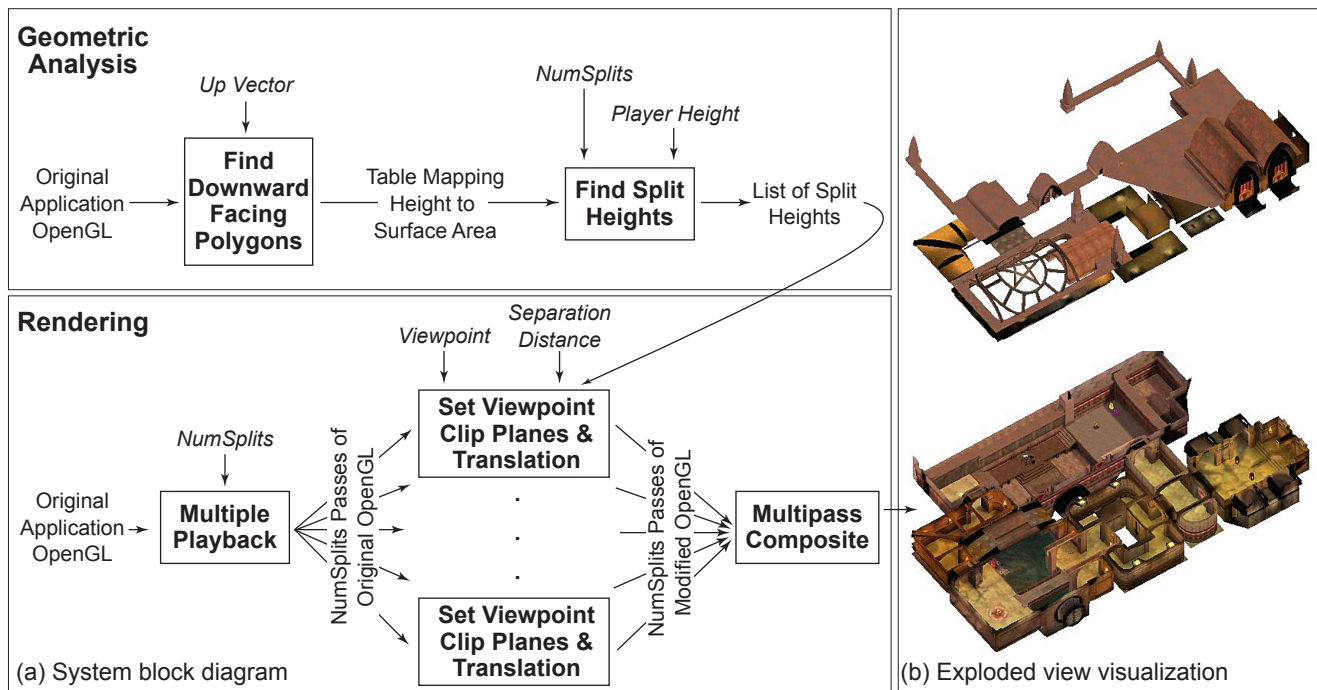 Geometric
Analysis
Up Vector
NumSplits
Player Height
Original
Application
OpenGL
Find
Downward
Facing
Polygons
Table Mapping
Height to
Surface Area
Find Split
Heights
List of Split
Heights
Rendering
Viewpoint
Separation
Distance
NumSplits
Original
Application
OpenGL
Multiple
Playback
NumSplits Passes of
Original OpenGL
Set Viewpoint
Clip Planes &
Translation
.
.
.
Set Viewpoint
Clip Planes &
Translation
NumSplits Passes of
Modified OpenGL
Multipass
Composite
(a) System block diagram
(b) Exploded view visualization